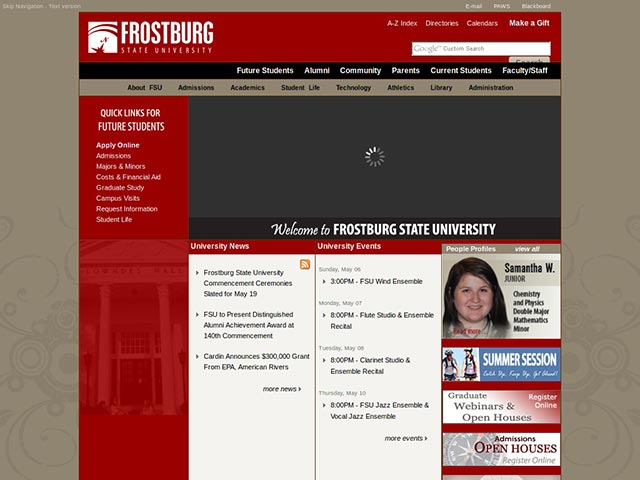 Skip Navigation - Text version
E-mail PAWS Blackboard
FROSTBURG
STATE UNIVERSITY
A-Z Index Directories Calendars Make a Gift
Google™ Custom Search
Search
Future Students Alumni Community Parents Current Students Faculty/Staff
About FSU Admissions Academics Student Life Technology Athletics Library Administration
QUICK LINKS FOR
FUTURE STUDENTS
Apply Online
Admissions
Majors & Minors
Costs & Financial Aid
Graduate Study
Campus Visits
Request Information
Student Life
Welcome to FROSTBURG STATE UNIVERSITY
LOWNDES HALL
University News
Frostburg State University
Commencement Ceremonies
Slated for May 19
FSU to Present Distinguished
Alumni Achievement Award at
140th Commencement
Cardin Announces $300,000 Grant
From EPA, American Rivers
more news
University Events
Sunday, May 06
3:00PM - FSU Wind Ensemble
Monday, May 07
8:00PM - Flute Studio & Ensemble
Recital
Tuesday, May 08
8:00PM - Clarinet Studio &
Ensemble Recital
Thursday, May 10
8:00PM - FSU Jazz Ensemble &
Vocal Jazz Ensemble
more events
People Profiles view all
Samantha W.
JUNIOR
Chemistry
and Physics
Double Major
Mathematics
Minor
Read more
SUMMER SESSION
Catch Up, Keep Up, Get Ahead!
Graduate
Webinars &
Open Houses
Register
Online
Admissions
OPEN HOUSES
Register Online